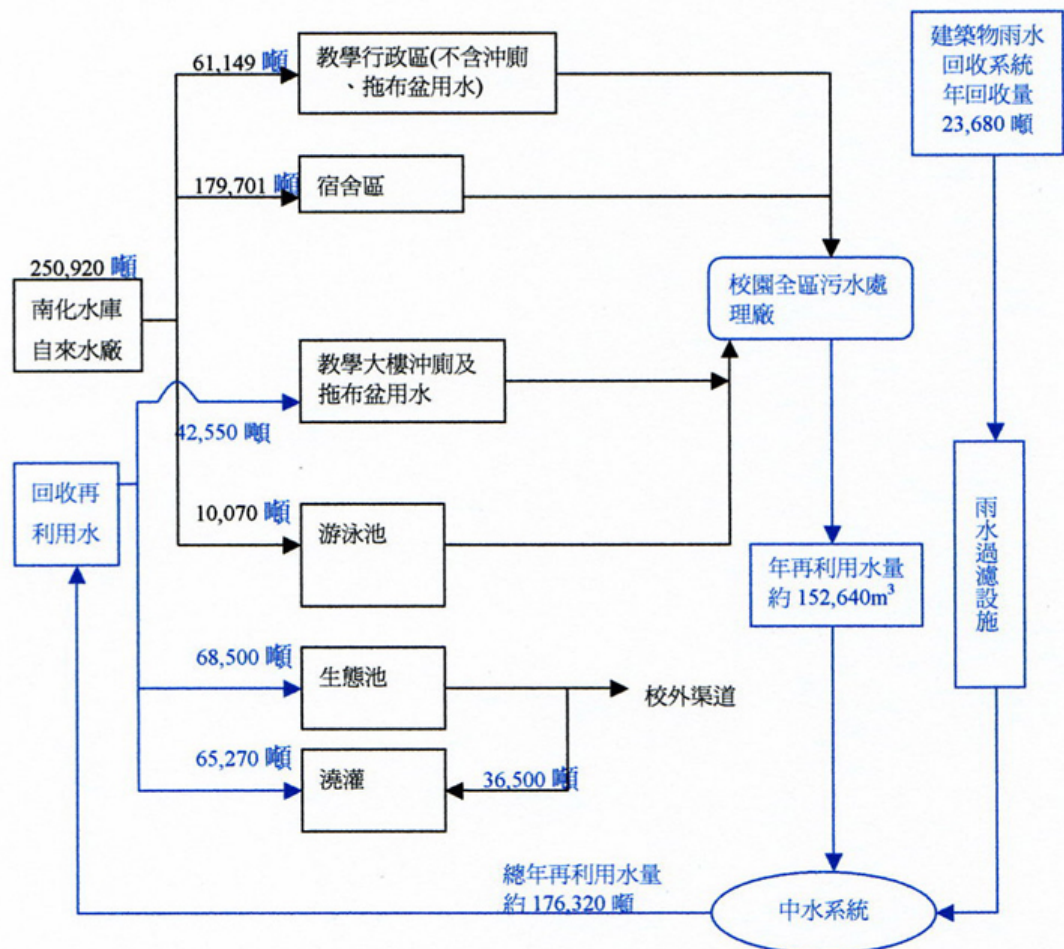 61,149 噸
教學行政區(不含沖廁
、拖布盆用水)
建築物雨水
回收系統
年回收量
23,680 噸
179,701 噸
宿舍區
250,920 噸
南化水庫
自來水廠
校園全區污水處
理廠
教學大樓沖廁及
拖布盆用水
42,550 噸
回收再
利用水
10,070 噸
游泳池
雨水過濾設施
年再利用水量
約 152,640m³
68,500 噸
生態池
校外渠道
65,270 噸
澆灌
36,500 噸
總年再利用水量
約 176,320 噸
中水系統